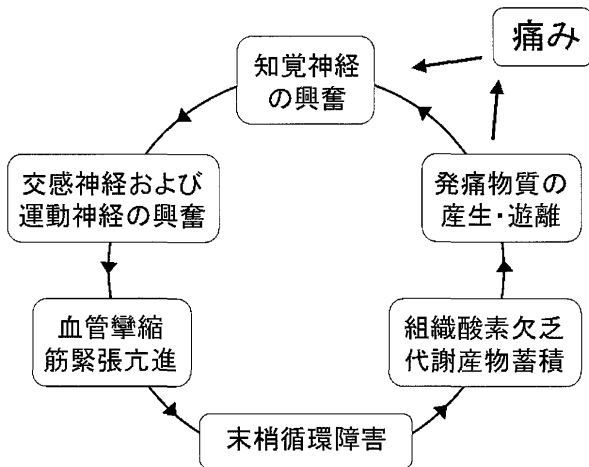 痛み
知覚神経
の興奮
交感神経および
運動神経の興奮
発痛物質の
産生・遊離
血管攣縮
筋緊張亢進
組織酸素欠乏
代謝産物蓄積
末梢循環障害